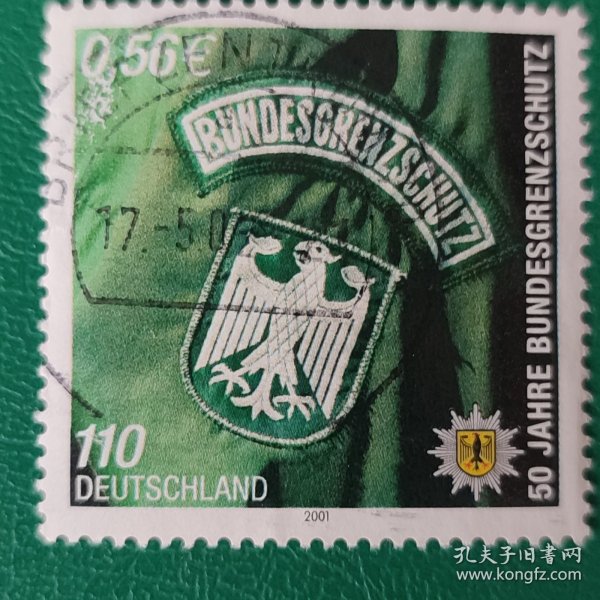 0,56€
BUNDESGRENZSCHUTZ
17.-5.0
110
DEUTSCHLAND
50 JAHRE BUNDESGRENZSCHUTZ
2001
孔夫子旧书网
www.kongfz.com